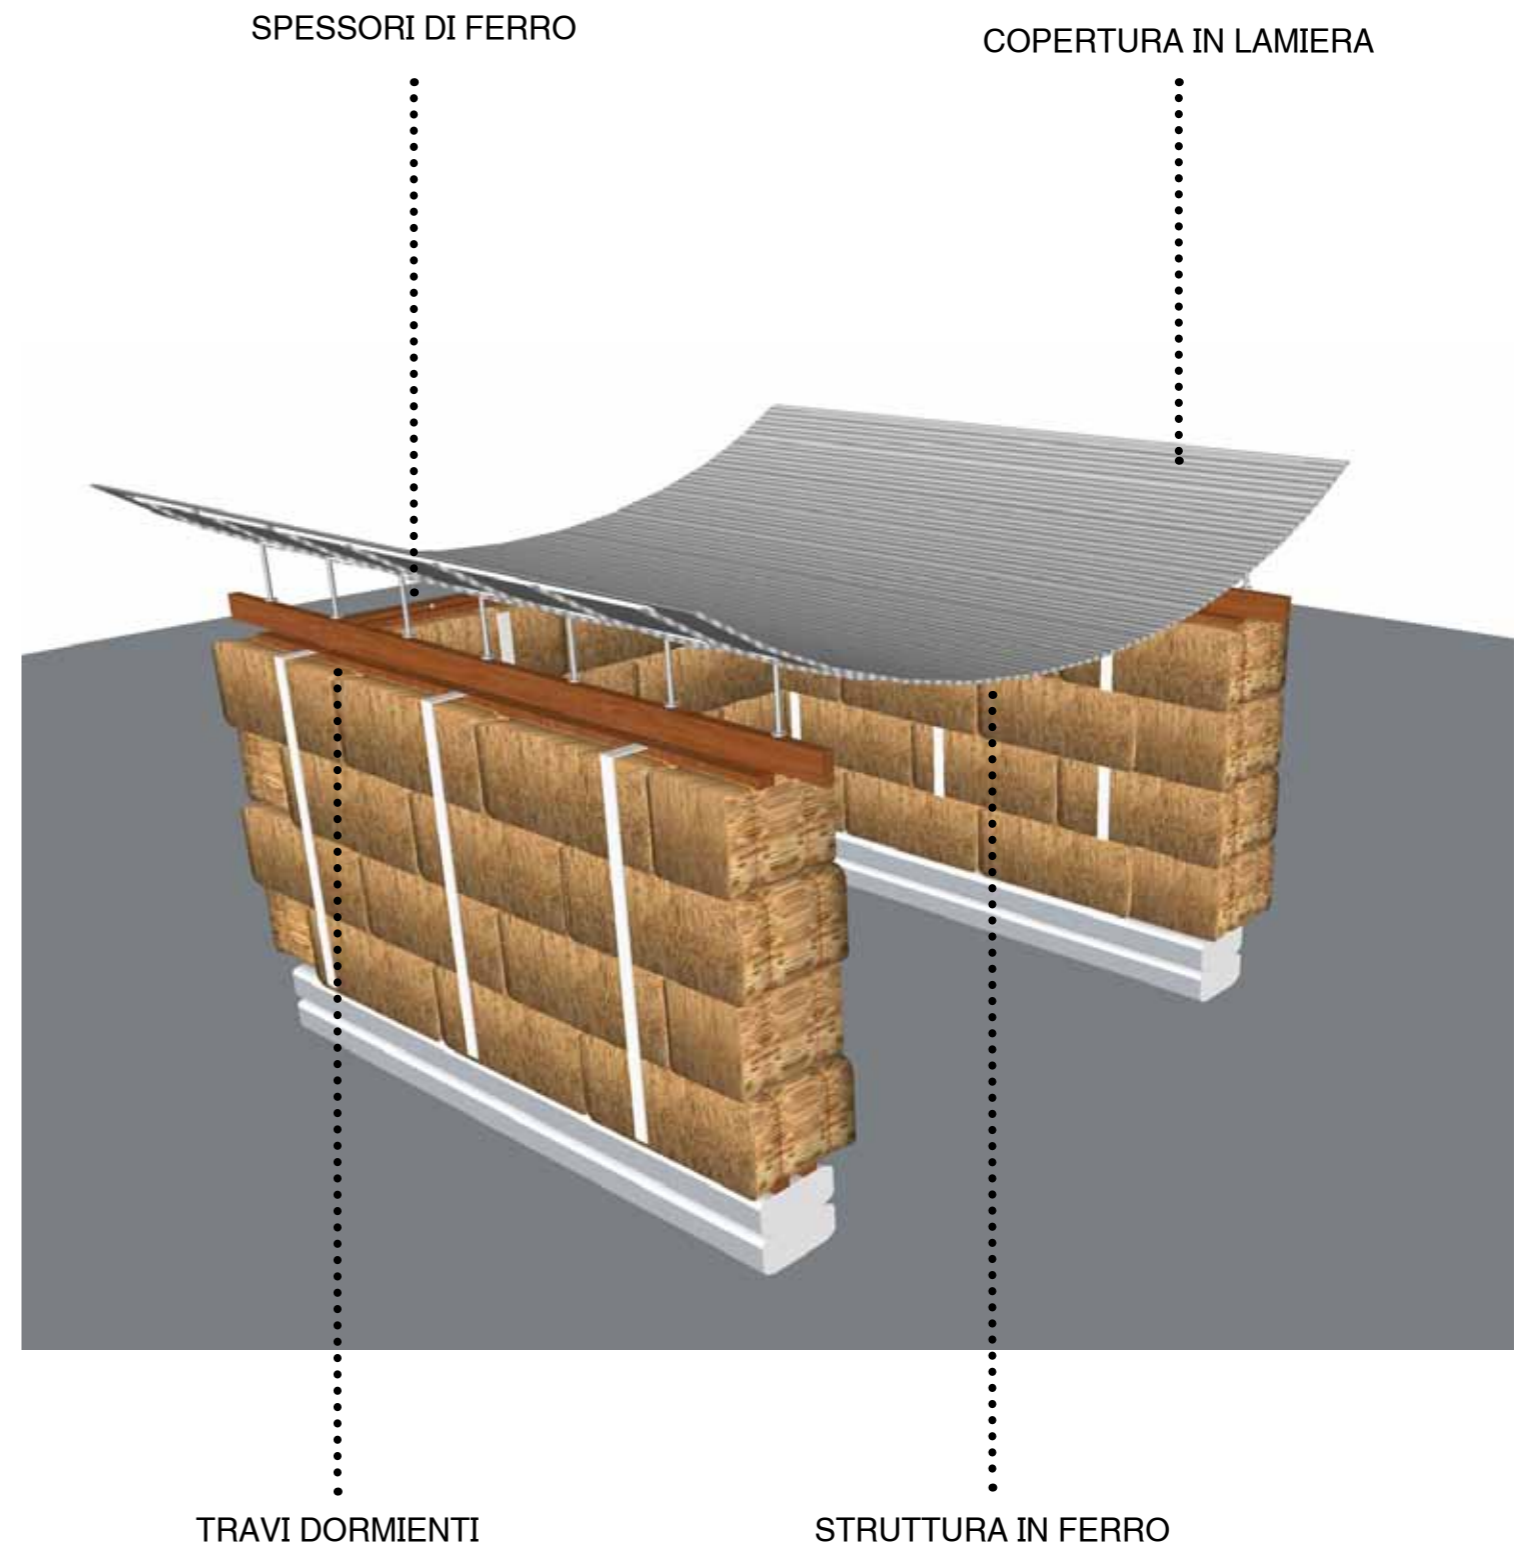 SPESSORI DI FERRO
COPERTURA IN LAMIERA
TRAVI DORMIENTI
STRUTTURA IN FERRO